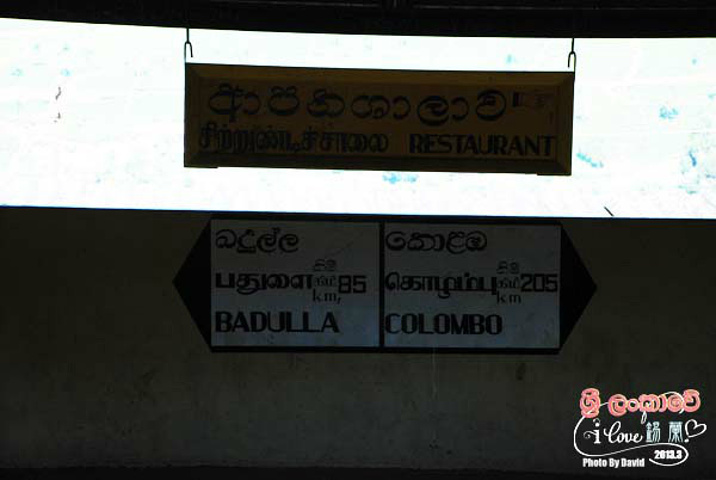 ආපනශාලාව
சிற்றுண்டிச்சாலை RESTAURANT
බදුල්ල
பதுளை කි.මී கி.மீ km, 85
BADULLA
කොළඹ
கொழும்பு කි.මී கி.மீ km 205
COLOMBO
ශ්‍රී ලංකාවේ
i love 錫蘭
Photo By David 2013.3